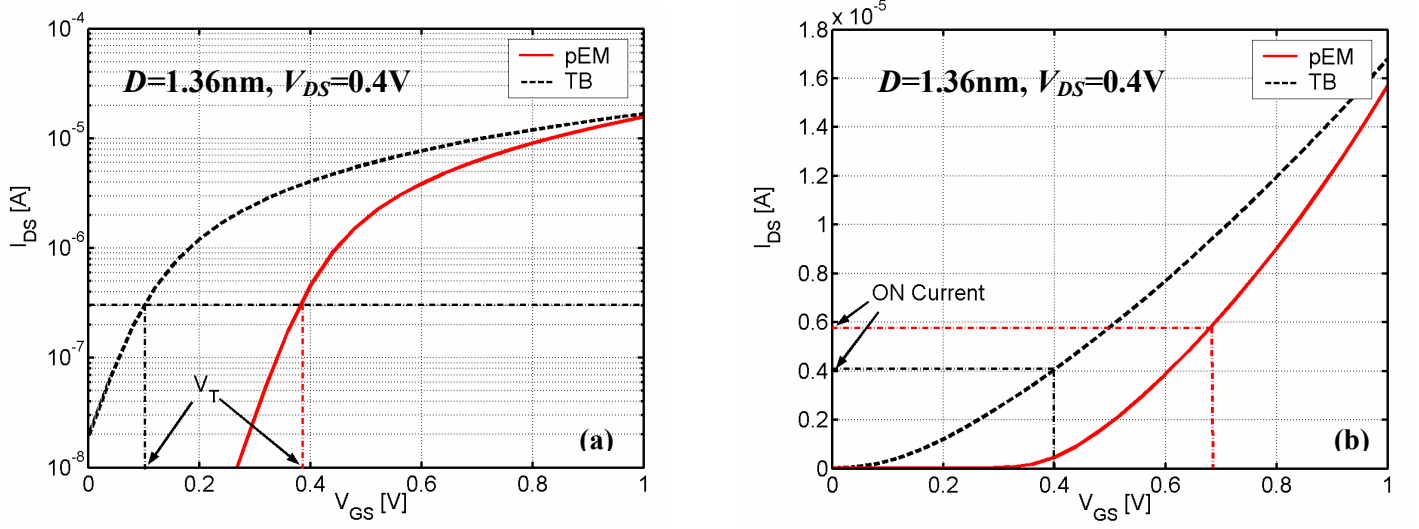 10^-4
pEM
TB
D=1.36nm, V_DS=0.4V
10^-5
I_DS [A]
10^-6
10^-7
V_T
(a)
10^-8
0 0.2 0.4 0.6 0.8 1
V_GS [V]
x 10^-5
1.8
pEM
TB
1.6
D=1.36nm, V_DS=0.4V
1.4
1.2
1
I_DS [A]
0.8
ON Current
0.6
0.4
0.2
(b)
0
0 0.2 0.4 0.6 0.8 1
V_GS [V]